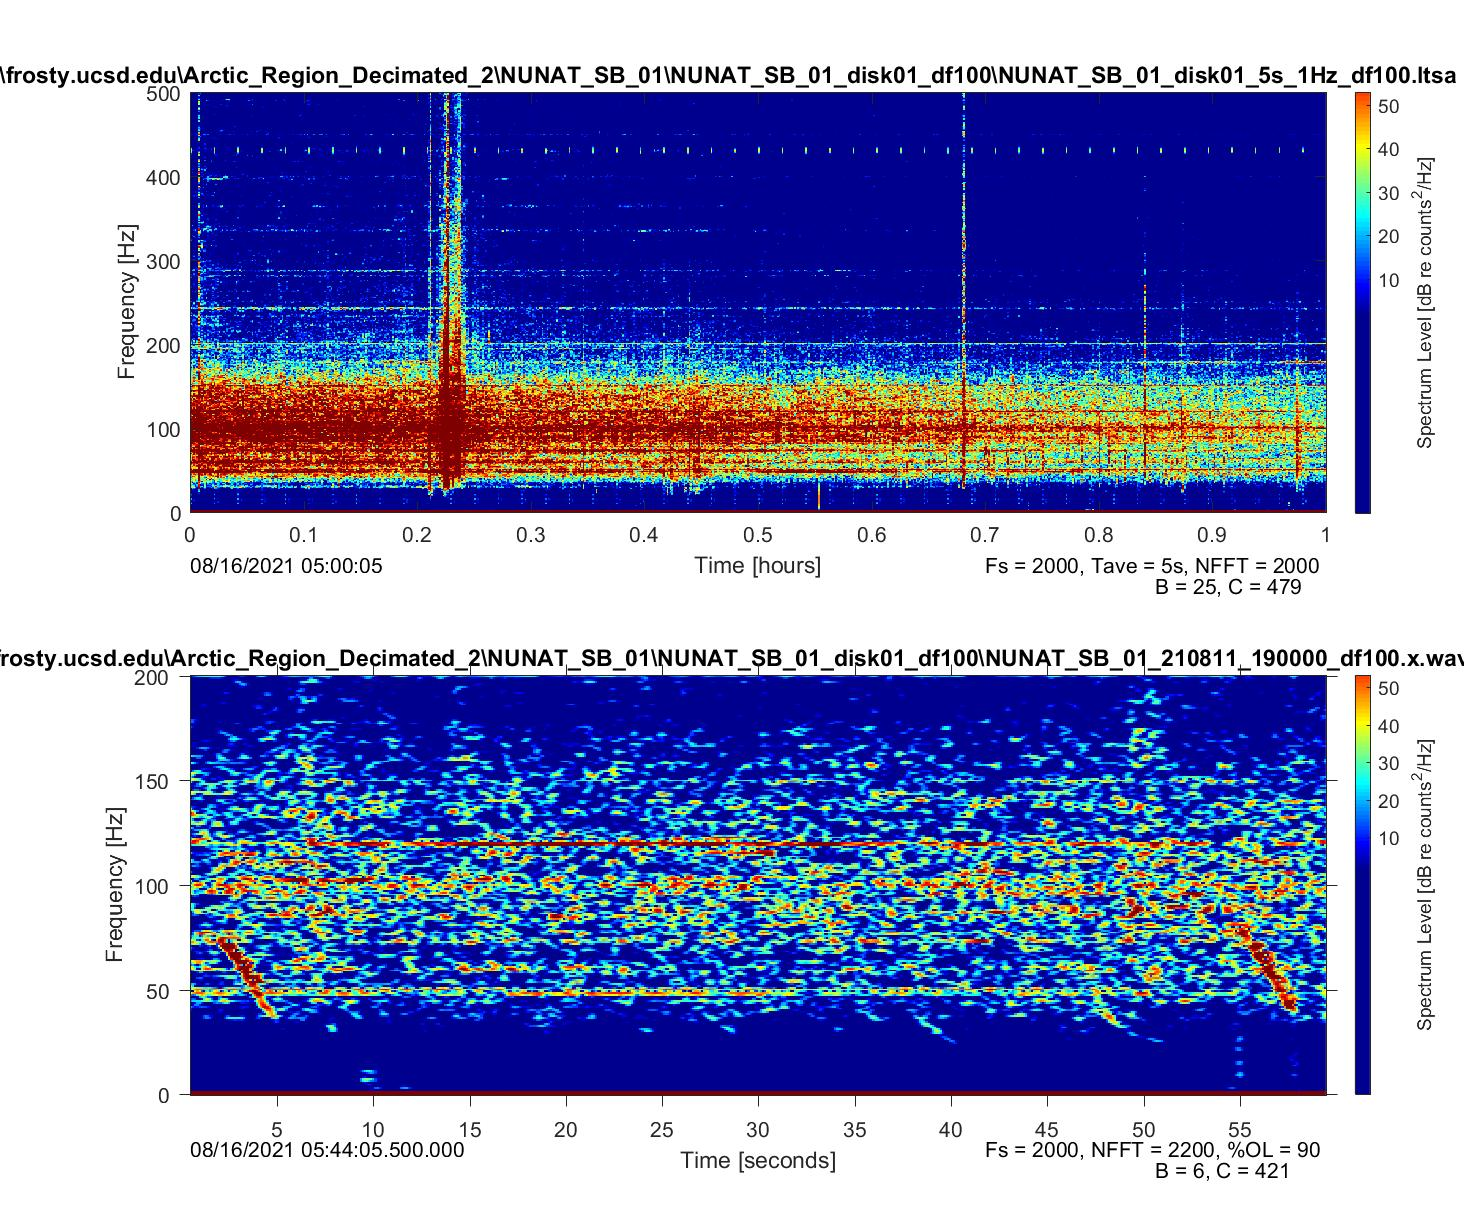 \frosty.ucsd.edu\Arctic_Region_Decimated_2\NUNAT_SB_01\NUNAT_SB_01_disk01_df100\NUNAT_SB_01_disk01_5s_1Hz_df100.ltsa
500
400
300
200
100
0
Frequency [Hz]
0 0.1 0.2 0.3 0.4 0.5 0.6 0.7 0.8 0.9 1
Time [hours]
08/16/2021 05:00:05
Fs = 2000, Tave = 5s, NFFT = 2000
B = 25, C = 479
50
40
30
20
10
Spectrum Level [dB re counts²/Hz]
frosty.ucsd.edu\Arctic_Region_Decimated_2\NUNAT_SB_01\NUNAT_SB_01_disk01_df100\NUNAT_SB_01_210811_190000_df100.x.wav
200
150
100
50
0
Frequency [Hz]
5 10 15 20 25 30 35 40 45 50 55
Time [seconds]
08/16/2021 05:44:05.500.000
Fs = 2000, NFFT = 2200, %OL = 90
B = 6, C = 421
50
40
30
20
10
Spectrum Level [dB re counts²/Hz]